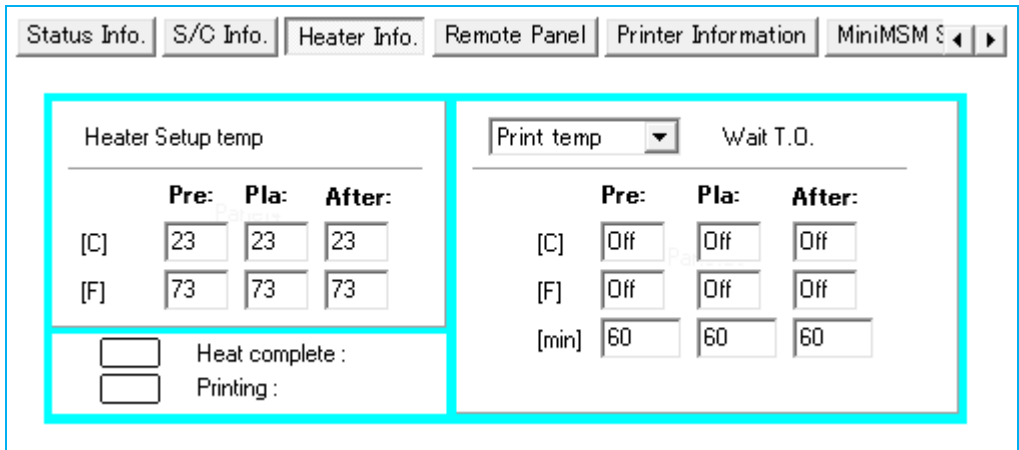 Status Info. S/C Info. Heater Info. Remote Panel Printer Information MiniMSM
Heater Setup temp
Pre: Pla: After:
[C] 23 23 23
[F] 73 73 73
Heat complete :
Printing :
Print temp Wait T.O.
Pre: Pla: After:
[C] Off Off Off
[F] Off Off Off
[min] 60 60 60